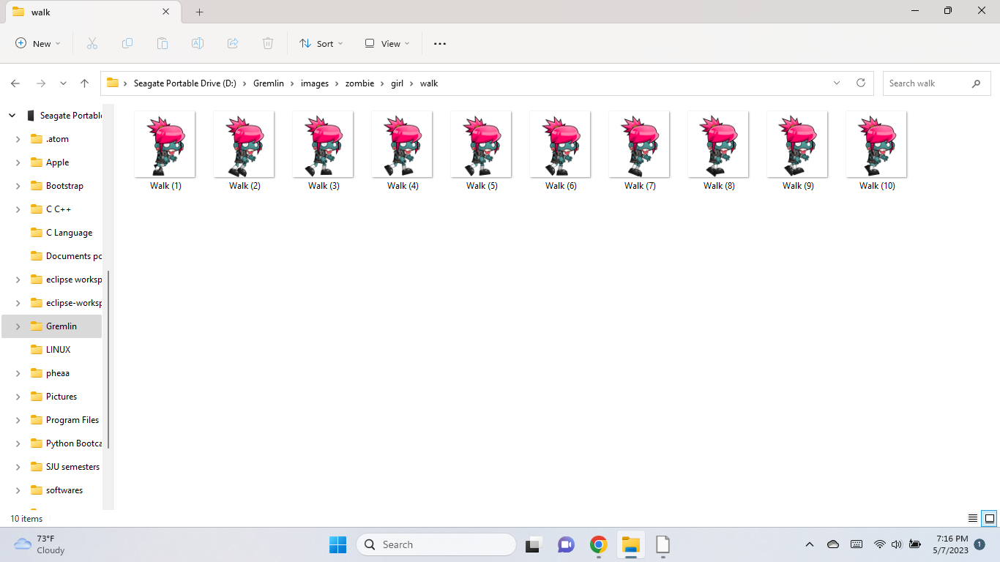 walk
New
Sort
View
Seagate Portable Drive (D:) Gremlin images zombie girl walk
Search walk
Seagate Portable
.atom
Apple
Bootstrap
C C++
C Language
Documents po
eclipse worksp
eclipse-worksp
Gremlin
LINUX
pheaa
Pictures
Program Files
Python Bootca
SJU semesters
softwares
Walk (1) Walk (2) Walk (3) Walk (4) Walk (5) Walk (6) Walk (7) Walk (8) Walk (9) Walk (10)
10 items
73°F
Cloudy
Search
7:16 PM
5/7/2023
1